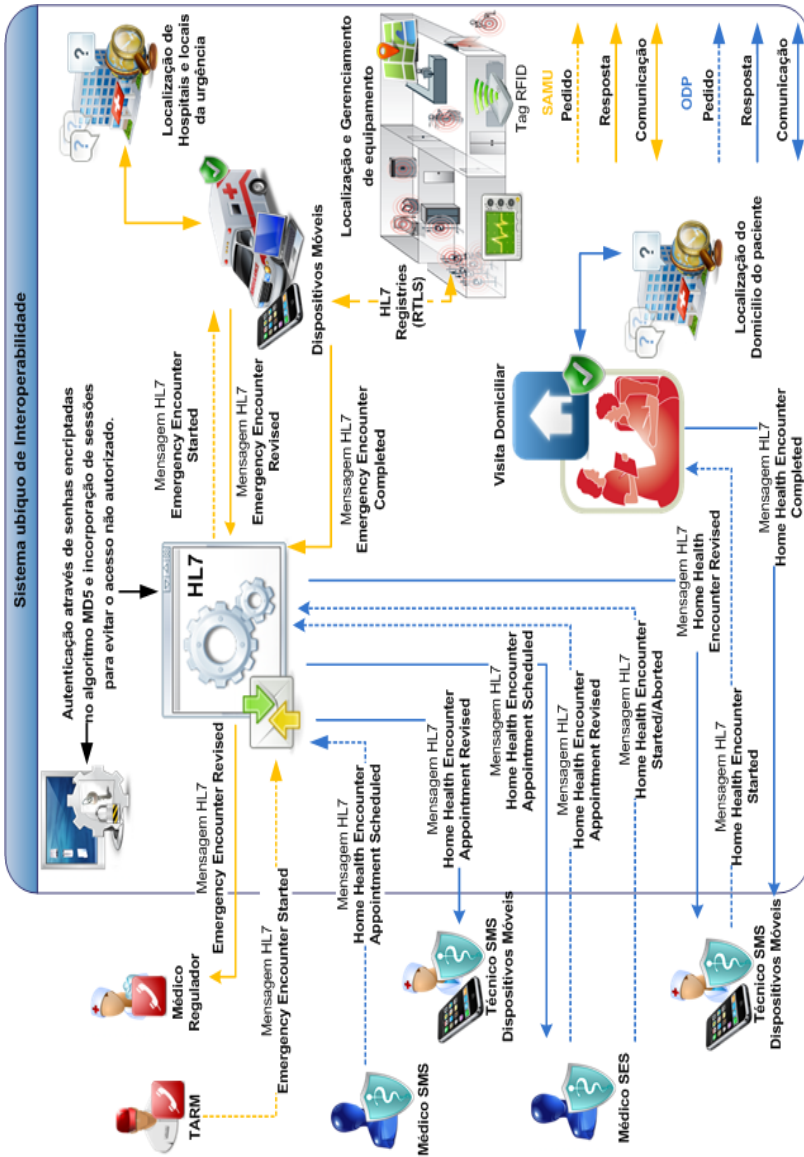 Sistema ubiquo de Interoperabilidade
Autenticação através de senhas encriptadas
no algoritmo MD5 e incorporação de sessões
para evitar o acesso não autorizado.
Localização de
Hospitais e locais
da urgência
TARM
Médico
Regulador
Mensagem HL7
Emergency Encounter Revised
Mensagem HL7
Emergency Encounter Started
HL7
Mensagem HL7
Emergency Encounter
Started
Mensagem HL7
Emergency Encounter
Revised
Dispositivos Móveis
Mensagem HL7
Emergency Encounter
Completed
HL7
Registries
(RTLS)
Localização e Gerenciamento
de equipamento
Tag RFID
Médico SMS
Mensagem HL7
Home Health Encounter
Appointment Scheduled
Técnico SMS
Dispositivos Móveis
Mensagem HL7
Home Health Encounter
Appointment Revised
Mensagem HL7
Home Health Encounter
Appointment Scheduled
Médico SES
Mensagem HL7
Home Health Encounter
Appointment Revised
Mensagem HL7
Home Health Encounter
Started/Aborted
Visita Domiciliar
Localização do
Domicilio do paciente
Mensagem HL7
Home Health
Encounter Revised
Técnico SMS
Dispositivos Móveis
Mensagem HL7
Home Health Encounter
Started
Mensagem HL7
Home Health Encounter
Completed
SAMU
Pedido
Resposta
Comunicação
ODP
Pedido
Resposta
Comunicação